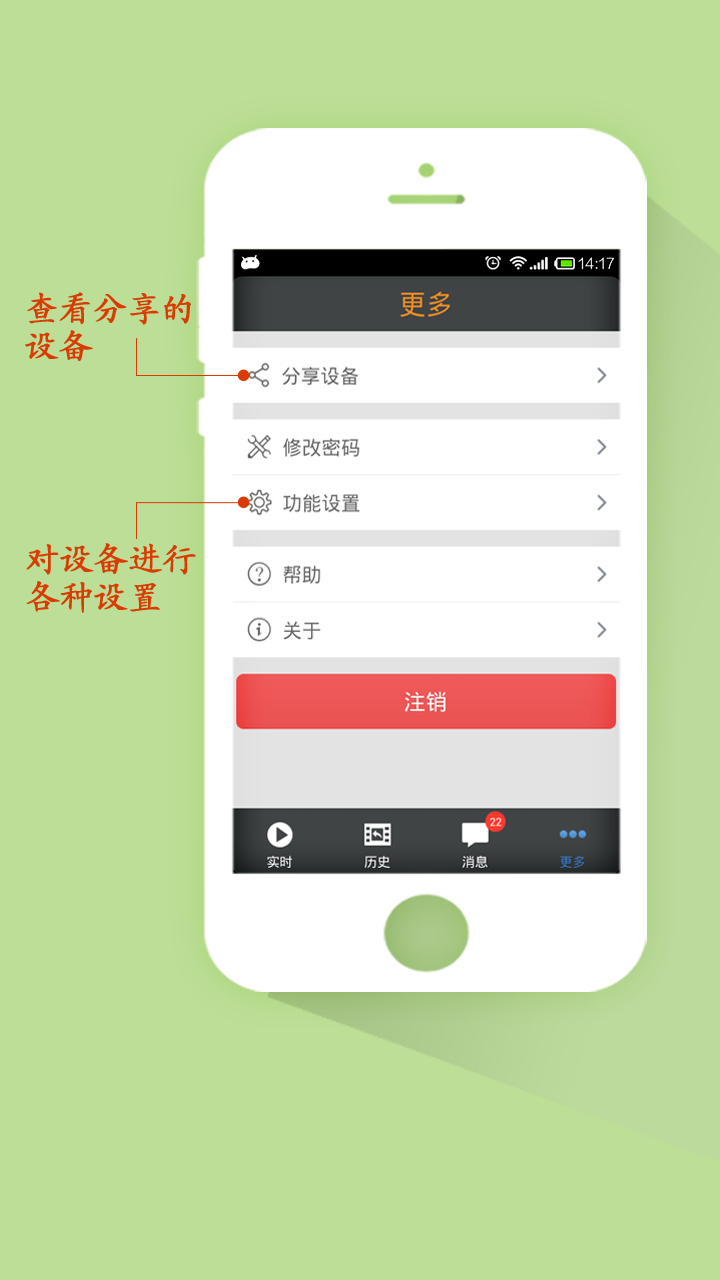 14:17
更多
查看分享的
设备
分享设备
修改密码
功能设置
对设备进行
各种设置
帮助
关于
注销
22
实时
历史
消息
更多